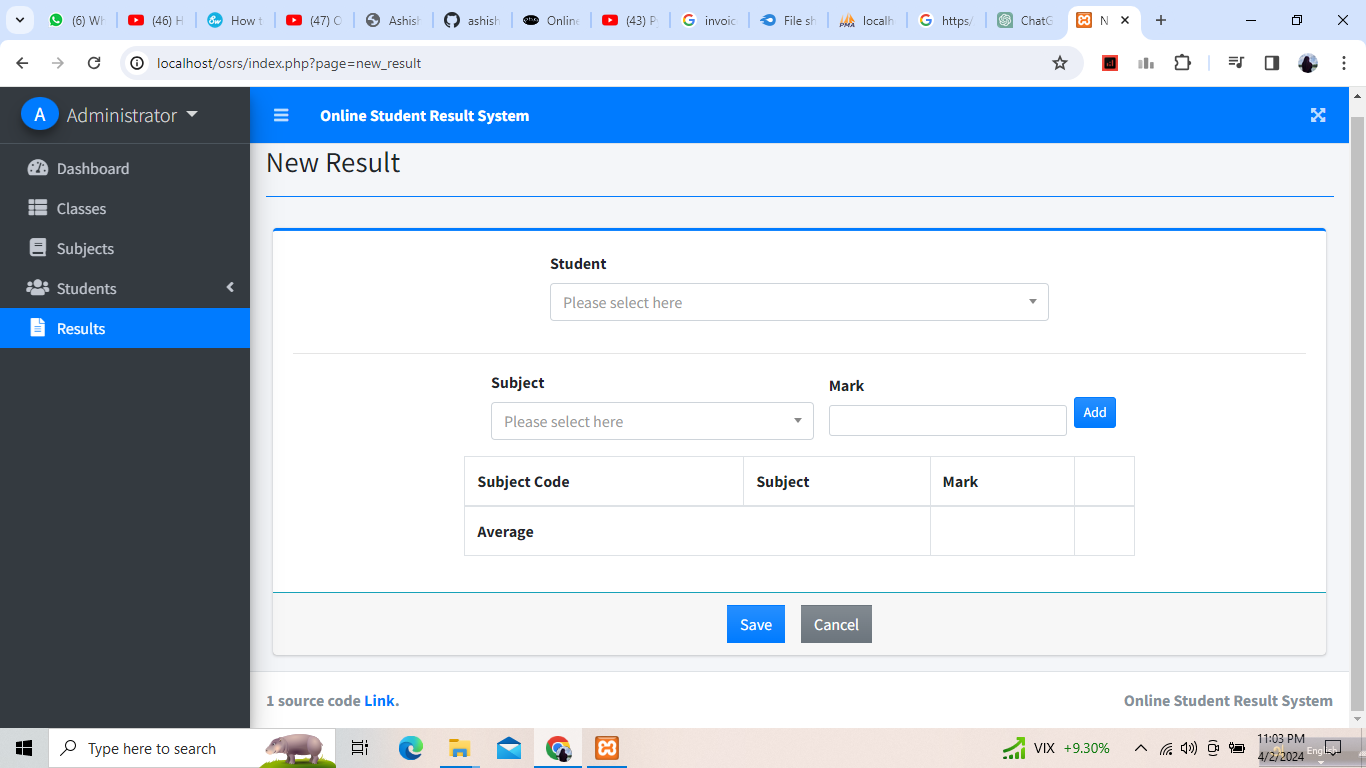 (6) Wh
(46) H
How t
(47) O
Ashish
ashish
Online
(43) P
invoic
File sh
localh
https:/
ChatG
N
localhost/osrs/index.php?page=new_result
A Administrator
Online Student Result System
Dashboard
Classes
Subjects
Students
Results
New Result
Student
Please select here
Subject
Mark
Please select here
Add
Subject Code
Subject
Mark
Average
Save
Cancel
1 source code Link.
Online Student Result System
Type here to search
VIX +9.30%
11:03 PM
4/2/2024
English